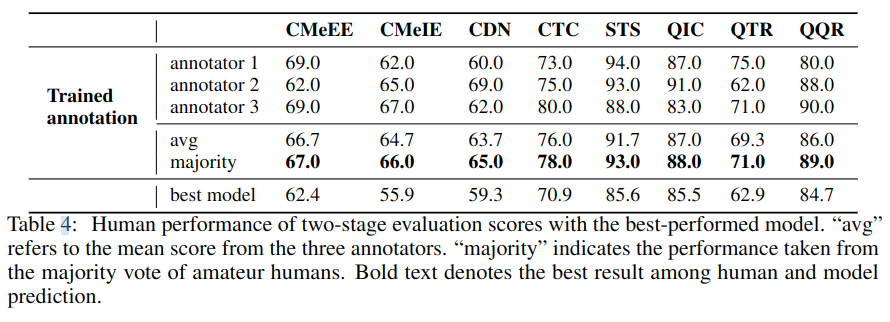 CMeEE CMeIE CDN CTC STS QIC QTR QQR
Trained annotation
annotator 1 69.0 62.0 60.0 73.0 94.0 87.0 75.0 80.0
annotator 2 62.0 65.0 69.0 75.0 93.0 91.0 62.0 88.0
annotator 3 69.0 67.0 62.0 80.0 88.0 83.0 71.0 90.0
avg 66.7 64.7 63.7 76.0 91.7 87.0 69.3 86.0
majority 67.0 66.0 65.0 78.0 93.0 88.0 71.0 89.0
best model 62.4 55.9 59.3 70.9 85.6 85.5 62.9 84.7
Table 4: Human performance of two-stage evaluation scores with the best-performed model. “avg”
refers to the mean score from the three annotators. “majority” indicates the performance taken from
the majority vote of amateur humans. Bold text denotes the best result among human and model
prediction.